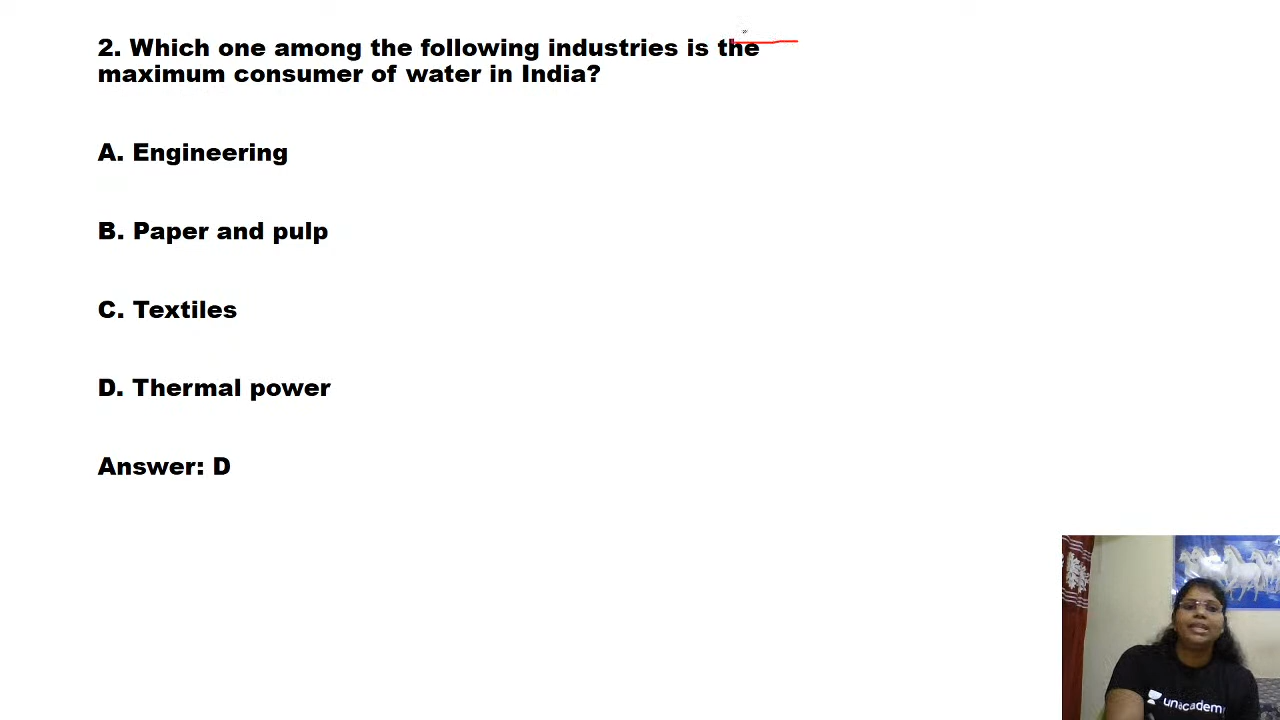 2. Which one among the following industries is the
maximum consumer of water in India?
A. Engineering
B. Paper and pulp
C. Textiles
D. Thermal power
Answer: D
unacademy